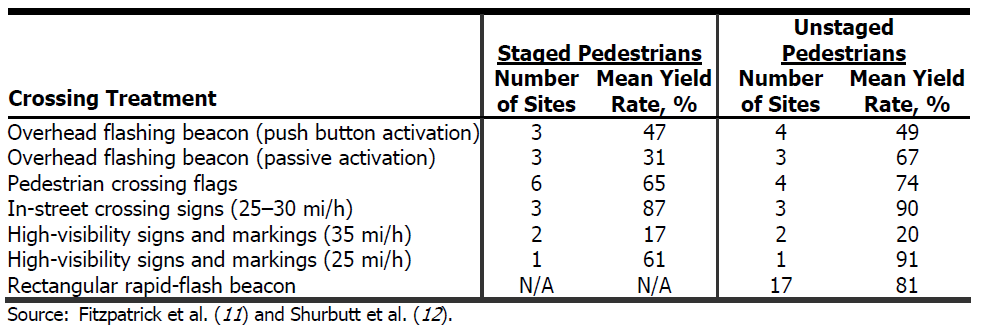 Unstaged
Staged Pedestrians Pedestrians
Number Mean Yield Number Mean Yield
Crossing Treatment of Sites Rate, % of Sites Rate, %
Overhead flashing beacon (push button activation) 3 47 4 49
Overhead flashing beacon (passive activation) 3 31 3 67
Pedestrian crossing flags 6 65 4 74
In-street crossing signs (25–30 mi/h) 3 87 3 90
High-visibility signs and markings (35 mi/h) 2 17 2 20
High-visibility signs and markings (25 mi/h) 1 61 1 91
Rectangular rapid-flash beacon N/A N/A 17 81
Source: Fitzpatrick et al. (11) and Shurbutt et al. (12).